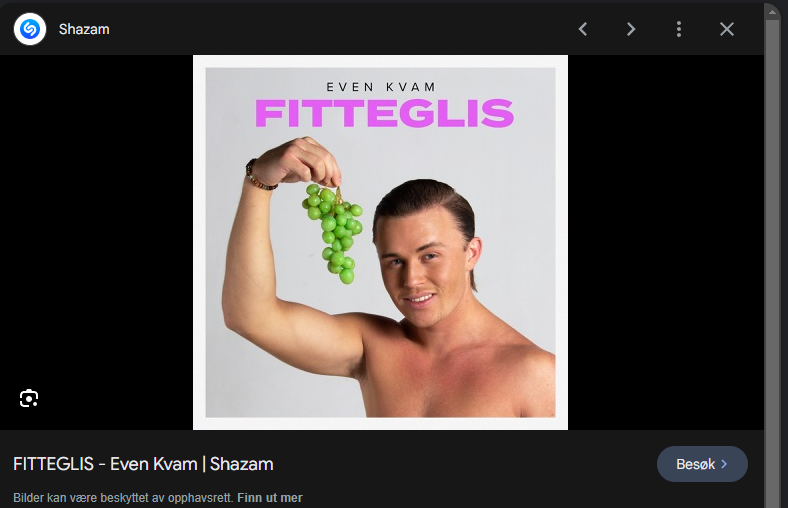 Shazam
EVEN KVAM
FITTEGLIS
FITTEGLIS - Even Kvam | Shazam
Besøk
Bilder kan være beskyttet av opphavsrett. Finn ut mer